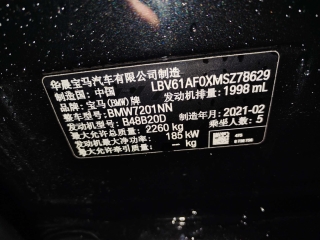 华晨宝马汽车有限公司制造
制造国：中国 LBV61AF0XMSZ78629
品牌：宝马(BMW)牌 发动机排量：1998 mL
整车型号：BMW7201NN
发动机型号：B48B20D 制造年月：2021-02
最大允许总质量：2260 kg 乘坐人数：5
发动机最大净功率：185 kW
最大允许牵引质量：— kg